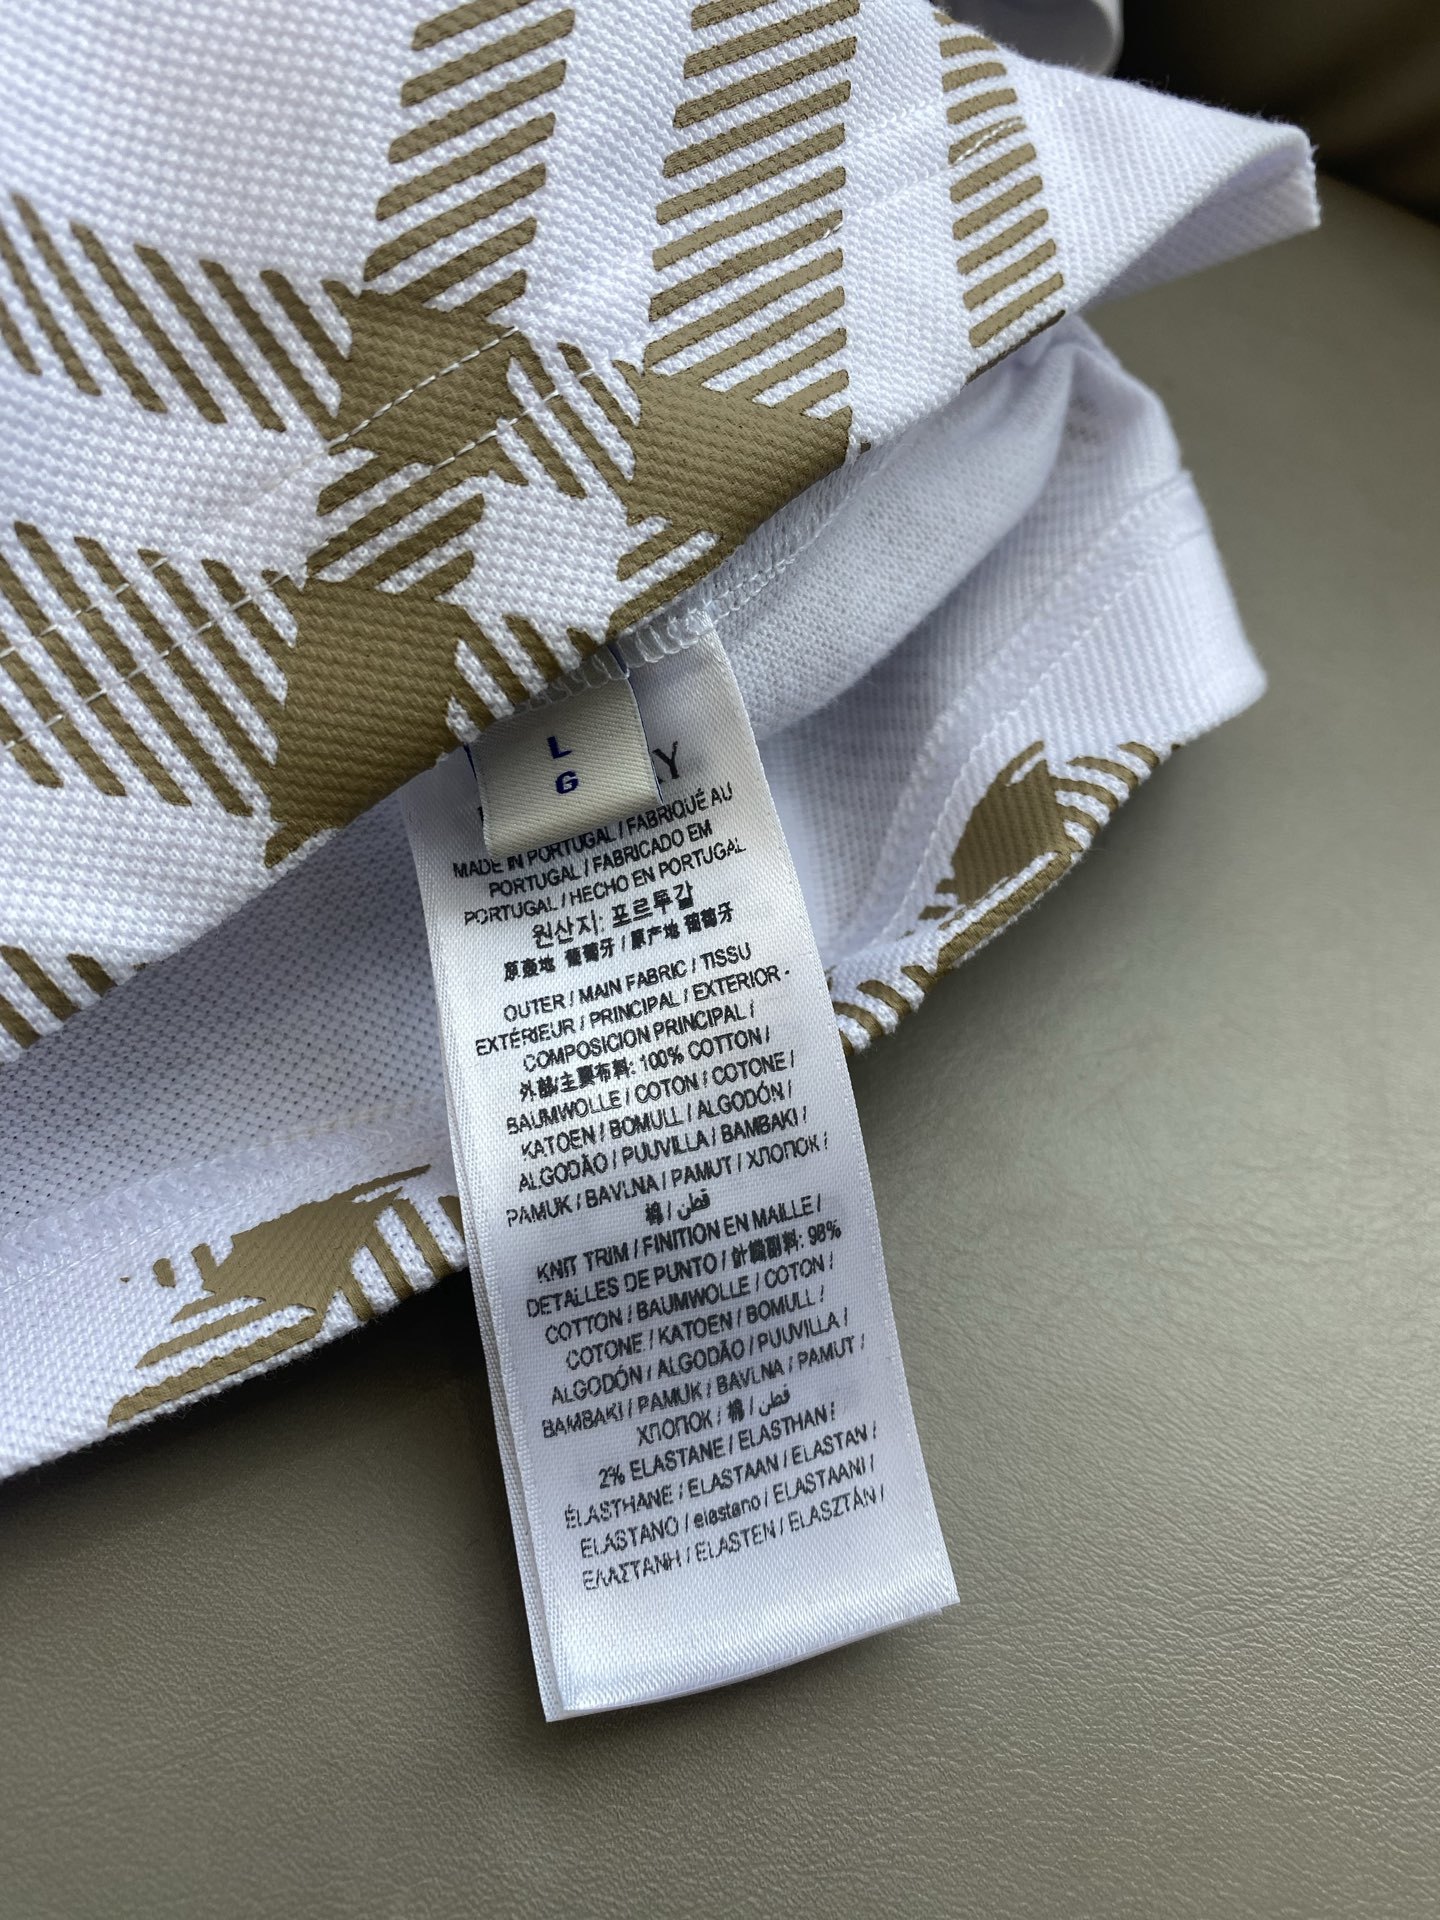 L
G
RY
MADE IN PORTUGAL / FABRIQUÉ AU
PORTUGAL / FABRICADO EM
PORTUGAL / HECHO EN PORTUGAL
원산지: 포르투갈
原產地 葡萄牙 / 原产地 葡萄牙
OUTER / MAIN FABRIC / TISSU
EXTÉRIEUR / PRINCIPAL / EXTERIOR -
COMPOSICION PRINCIPAL /
外部/主要布料: 100% COTTON /
BAUMWOLLE / COTON / COTONE /
KATOEN / BOMULL / ALGODÓN /
ALGODÃO / PUUVILLA / BAMBAKI /
PAMUK / BAVLNA / PAMUT / ХЛОПОК /
棉 / قطن
KNIT TRIM / FINITION EN MAILLE /
DETALLES DE PUNTO / 針織副料: 98%
COTTON / BAUMWOLLE / COTON /
COTONE / KATOEN / BOMULL /
ALGODÓN / ALGODÃO / PUUVILLA /
BAMBAKI / PAMUK / BAVLNA / PAMUT /
ХЛОПОК / 棉 / قطن
2% ELASTANE / ELASTHAN /
ÉLASTHANE / ELASTAAN / ELASTAN /
ELASTANO / elastano / ELASTAANI /
ΕΛΑΣΤΑΝΗ / ELASTEN / ELASZTÁN /